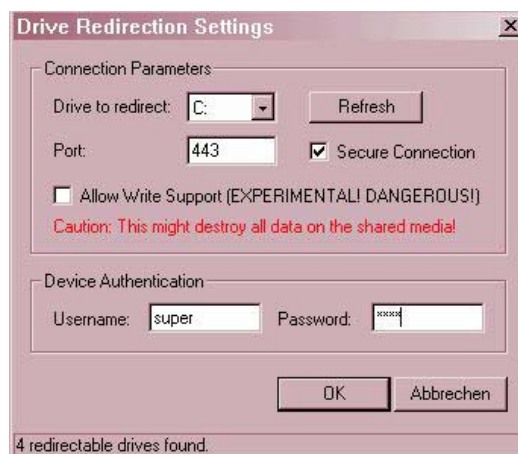 Drive Redirection Settings
Connection Parameters
Drive to redirect: C: Refresh
Port: 443 Secure Connection
Allow Write Support (EXPERIMENTAL! DANGEROUS!)
Caution: This might destroy all data on the shared media!
Device Authentication
Username: super Password: ****
OK Abbrechen
4 redirectable drives found.